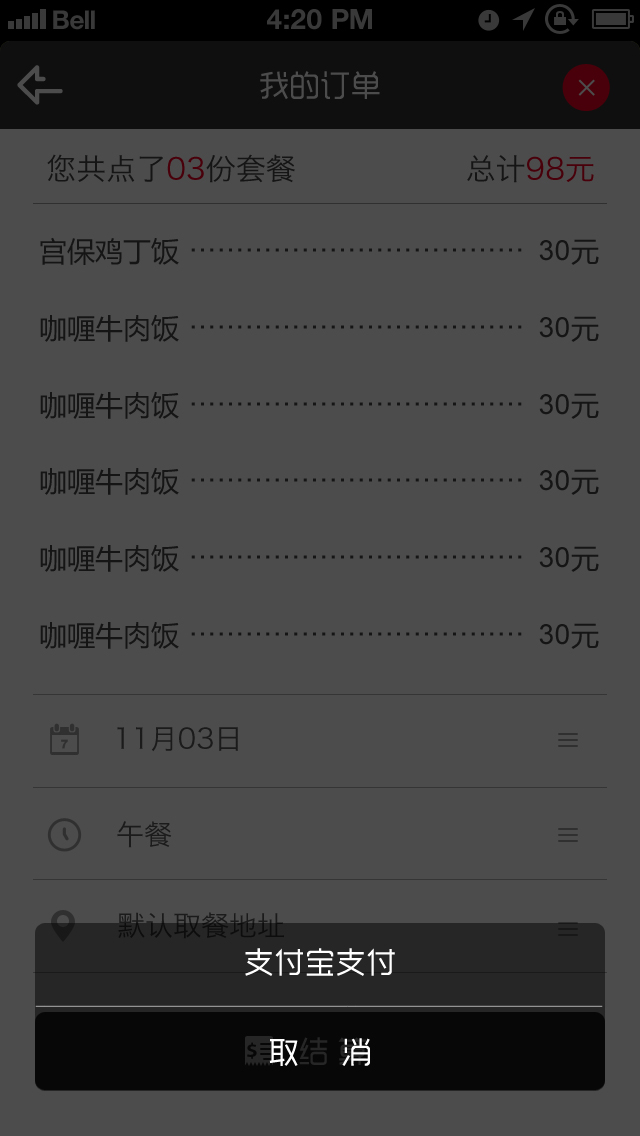 Bell 4:20 PM
我的订单
您共点了03份套餐 总计98元
宫保鸡丁饭 30元
咖喱牛肉饭 30元
咖喱牛肉饭 30元
咖喱牛肉饭 30元
咖喱牛肉饭 30元
咖喱牛肉饭 30元
7 11月03日
午餐
默认取餐地址
支付宝支付
取 消
$ 结